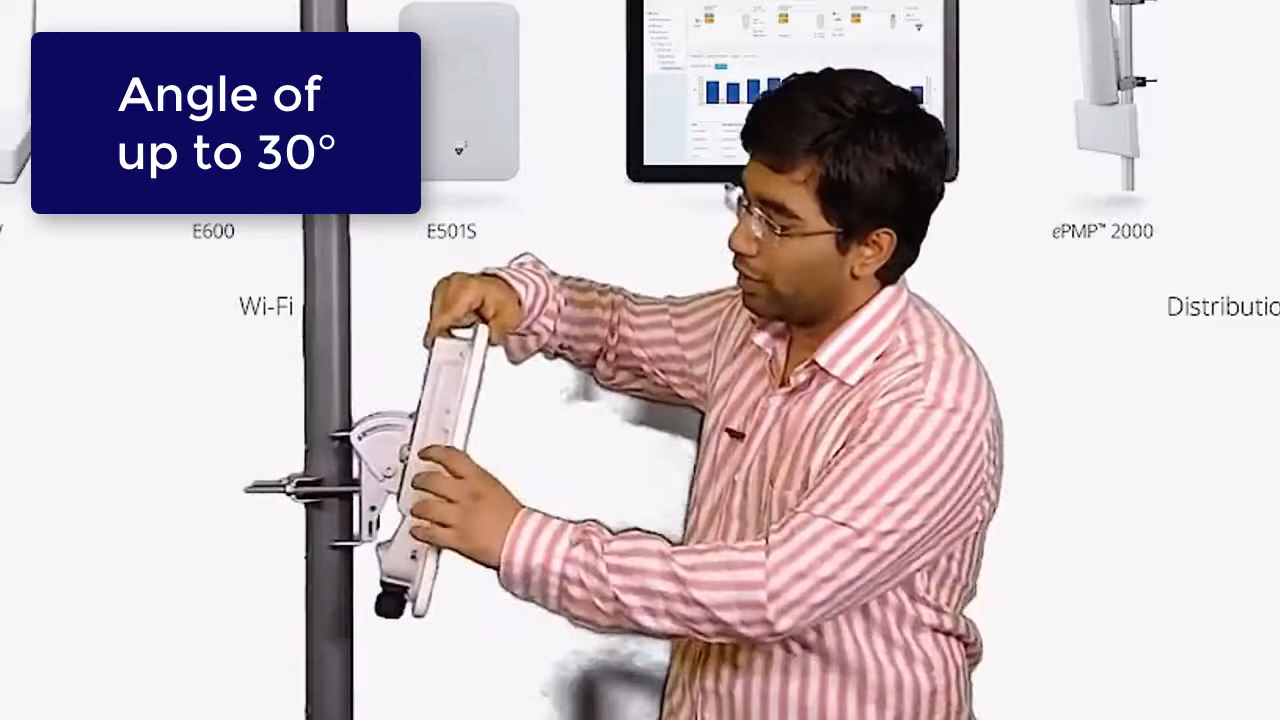 Angle of
up to 30°
E600
E501S
ePMP™ 2000
Wi-Fi
Distributio